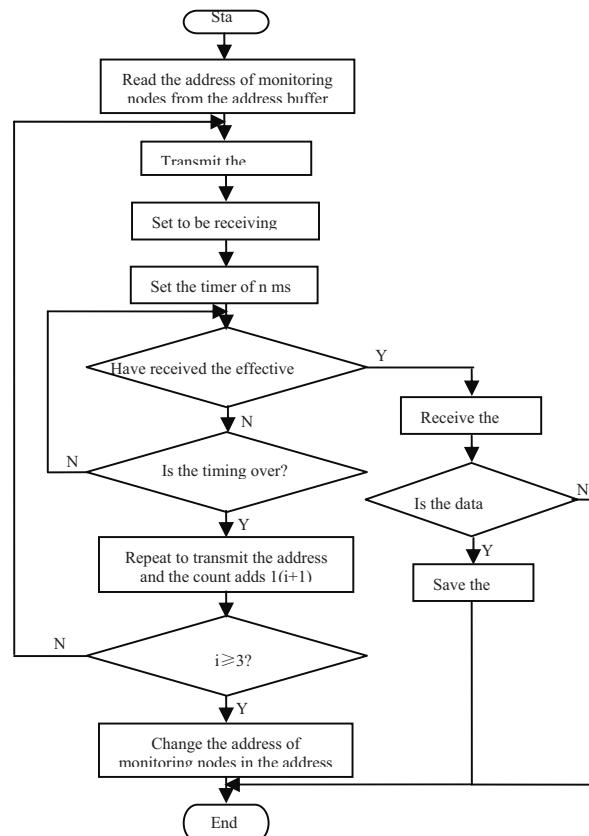 Sta
Read the address of monitoring
nodes from the address buffer
Transmit the
Set to be receiving
Set the timer of n ms
Have received the effective
Y
N
Receive the
Is the timing over?
N
Y
Is the data
N
Y
Repeat to transmit the address
and the count adds 1(i+1)
Save the
i≥3?
N
Y
Change the address of
monitoring nodes in the address
End